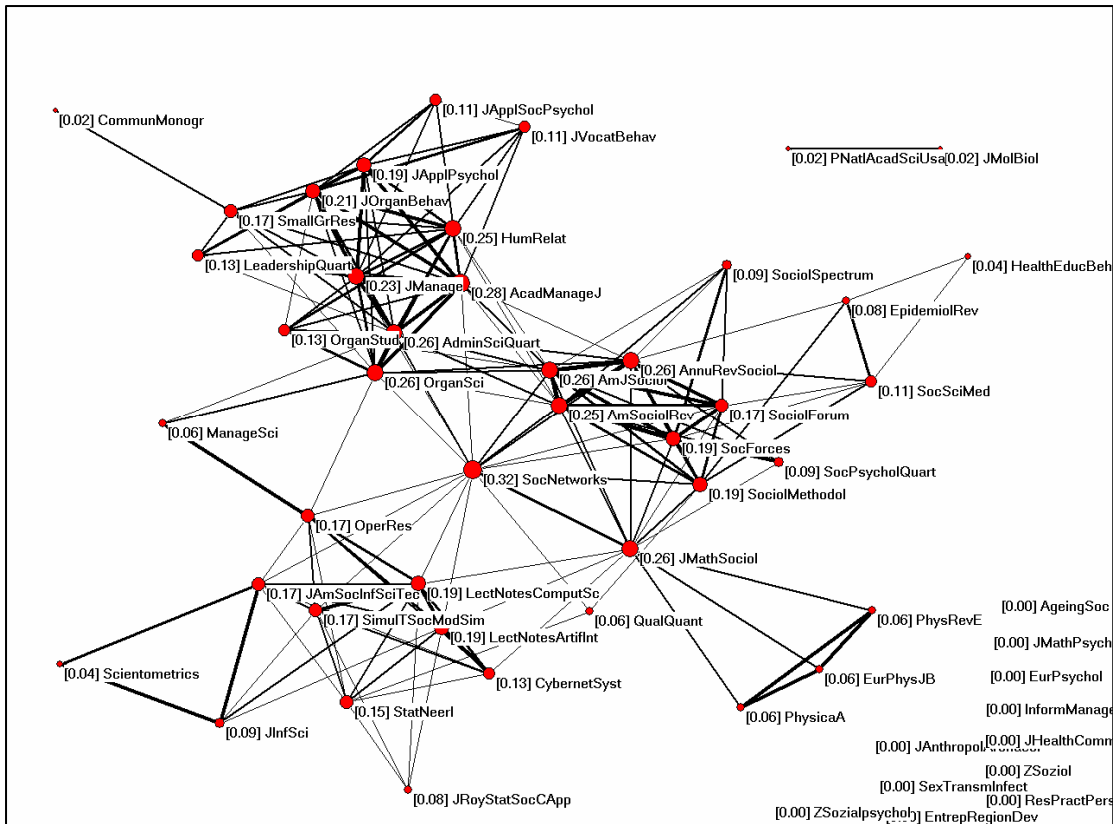 [0.11] JApplSocPsychol
[0.02] CommunMonogr
[0.11] JVocatBehav
[0.02] PNatlAcadSciUsa
[0.02] JMolBiol
[0.19] JApplPsychol
[0.21] JOrganBehav
[0.17] SmallGrRes
[0.25] HumRelat
[0.13] LeadershipQuart
[0.04] HealthEducBeh
[0.09] SociolSpectrum
[0.23] JManage
[0.28] AcadManageJ
[0.08] EpidemiolRev
[0.13] OrganStud
[0.26] AdminSciQuart
[0.26] AnnuRevSociol
[0.26] AmJSociol
[0.26] OrganSci
[0.11] SocSciMed
[0.25] AmSociolRev
[0.17] SociolForum
[0.06] ManageSci
[0.19] SocForces
[0.09] SocPsycholQuart
[0.32] SocNetworks
[0.19] SociolMethodol
[0.17] OperRes
[0.26] JMathSociol
[0.17] JAmSocInfSciTec
[0.19] LectNotesComputSc
[0.00] AgeingSoc
[0.17] SimulTSocModSim
[0.06] QualQuant
[0.06] PhysRevE
[0.19] LectNotesArtifInt
[0.00] JMathPsych
[0.04] Scientometrics
[0.13] CybernetSyst
[0.06] EurPhysJB
[0.00] EurPsychol
[0.15] StatNeerl
[0.00] InformManage
[0.06] PhysicaA
[0.09] JInfSci
[0.00] JHealthComm
[0.00]
[0.00] ZSoziol
[0.00] SexTransmInfect
[0.08] JRoyStatSocCApp
[0.00] ResPractPers
[0.00] ZSozialpsychol
EntrepRegionDev